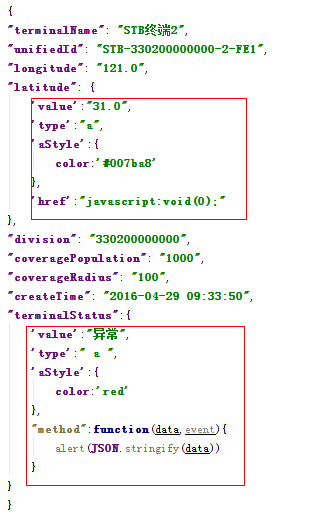 {
"terminalName": "STB终端2",
"unifiedId": "STB-330200000000-2-FE1",
"longitude": "121.0",
"latitude": {
'value':"31.0",
'type':"a",
'aStyle':{
color:'#007ba8'
},
'href':"javascript:void(0);"
},
"division": "330200000000",
"coveragePopulation": "1000",
"coverageRadius": "100",
"createTime": "2016-04-29 09:33:50",
"terminalStatus":{
'value':"异常",
'type':" a ",
'aStyle':{
color:'red'
},
"method":function(data,event){
alert(JSON.stringify(data))
}
}
}